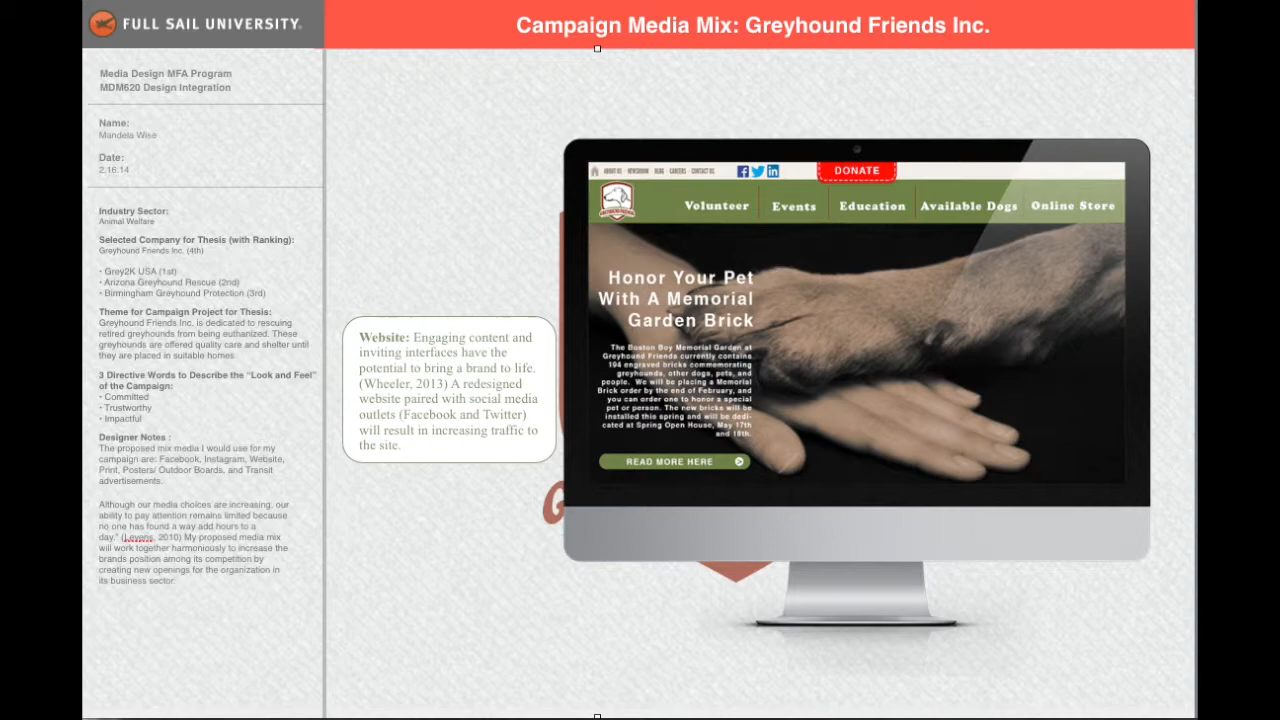 FULL SAIL UNIVERSITY.
Campaign Media Mix: Greyhound Friends Inc.
Media Design MFA Program
MDM620 Design Integration
Name:
Mandela Wise
Date:
2.16.14
Industry Sector:
Animal Welfare
Selected Company for Thesis (with Ranking):
Greyhound Friends Inc. (4th)
• Grey2K USA (1st)
• Arizona Greyhound Rescue (2nd)
• Birmingham Greyhound Protection (3rd)
Theme for Campaign Project for Thesis:
Greyhound Friends Inc. is dedicated to rescuing
retired greyhounds from being euthanized. These
greyhounds are offered quality care and shelter until
they are placed in suitable homes.
3 Directive Words to Describe the "Look and Feel"
of the Campaign:
• Committed
• Trustworthy
• Impactful
Designer Notes :
The proposed mix media I would use for my
campaign are: Facebook, Instagram, Website,
Print, Posters/ Outdoor Boards, and Transit
advertisements.
Although our media choices are increasing, our
ability to pay attention remains limited because
no one has found a way add hours to a
day." (Levens, 2010) My proposed media mix
will work together harmoniously to increase the
brands position among its competition by
creating new openings for the organization in
its business sector.
Website: Engaging content and
inviting interfaces have the
potential to bring a brand to life.
(Wheeler, 2013) A redesigned
website paired with social media
outlets (Facebook and Twitter)
will result in increasing traffic to
the site.
G
ABOUT US NEWSROOM BLOG CAREERS CONTACT US
DONATE
Volunteer Events Education Available Dogs Online Store
Honor Your Pet
With A Memorial
Garden Brick
The Boston Boy Memorial Garden at
Greyhound Friends currently contains
194 engraved bricks commemorating
greyhounds, other dogs, pets, and
people. We will be placing a Memorial
Brick order by the end of February, and
you can order one to honor a special
pet or person. The new bricks will be
installed this spring and will be dedi-
cated at Spring Open House, May 17th
and 18th.
READ MORE HERE